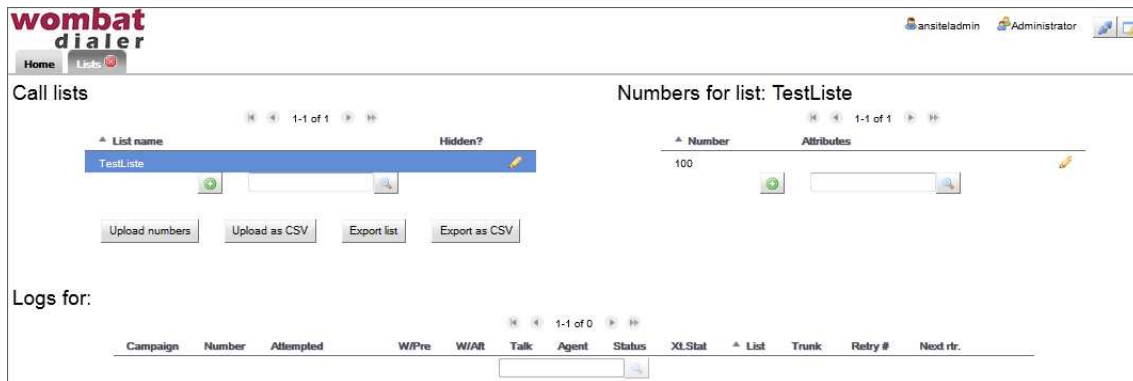 wombat
dialer
ansiteladmin Administrator
Home Lists
Call lists
Numbers for list: TestListe
1-1 of 1
1-1 of 1
List name Hidden?
Number Attributes
TestListe
100
Upload numbers Upload as CSV Export list Export as CSV
Logs for:
1-1 of 0
Campaign Number Attempted W/Pre W/Aft Talk Agent Status Xt.Stat List Trunk Retry # Next rtr.